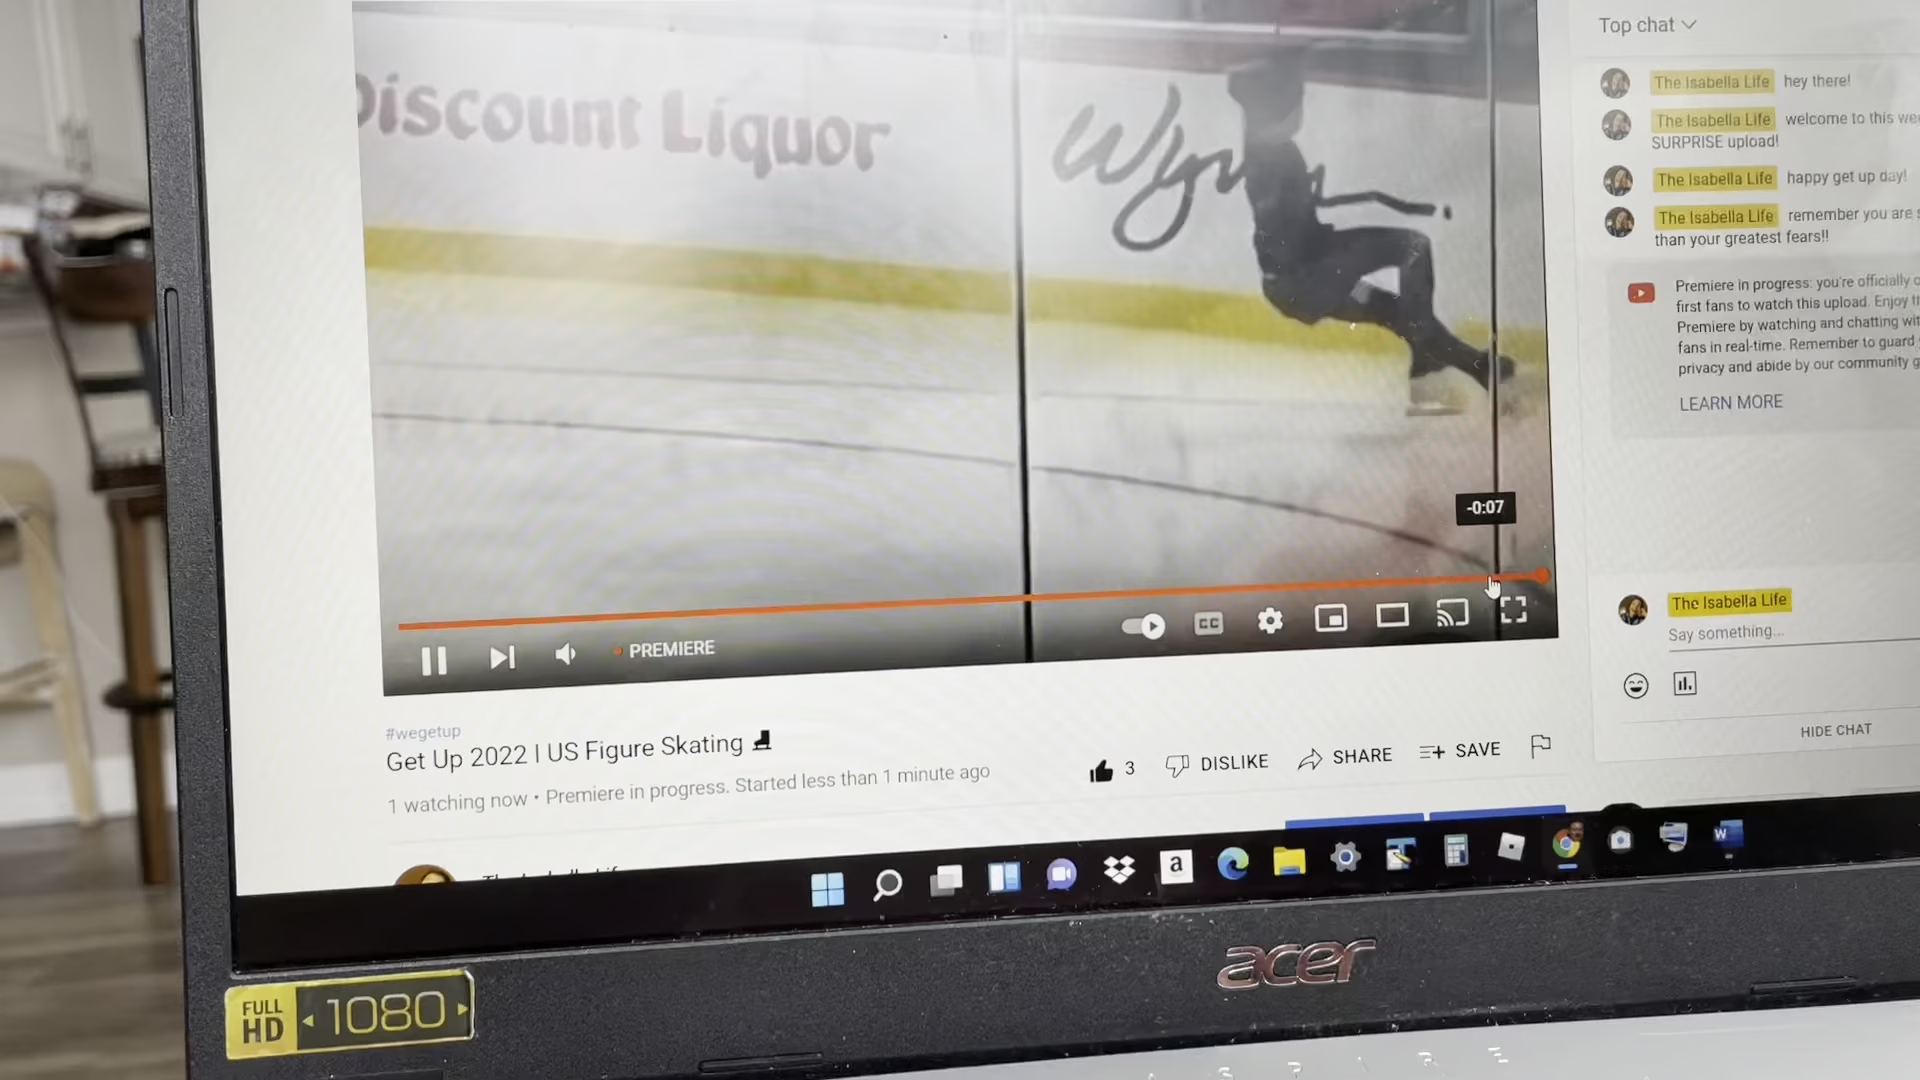 Discount Liquor
Top chat
The Isabella Life hey there!
The Isabella Life welcome to this
SURPRISE upload!
The Isabella Life happy get up day!
The Isabella Life remember you are
than your greatest fears!!
Premiere in progress: you're officially
first fans to watch this upload. Enjoy
Premiere by watching and chatting
fans in real-time. Remember to guard
privacy and abide by our community
LEARN MORE
-0:07
The Isabella Life
Say something...
CC
PREMIERE
HIDE CHAT
#wegetup
Get Up 2022 | US Figure Skating
3 DISLIKE SHARE SAVE
1 watching now • Premiere in progress. Started less than 1 minute ago
a
W
acer
FULL HD 1080